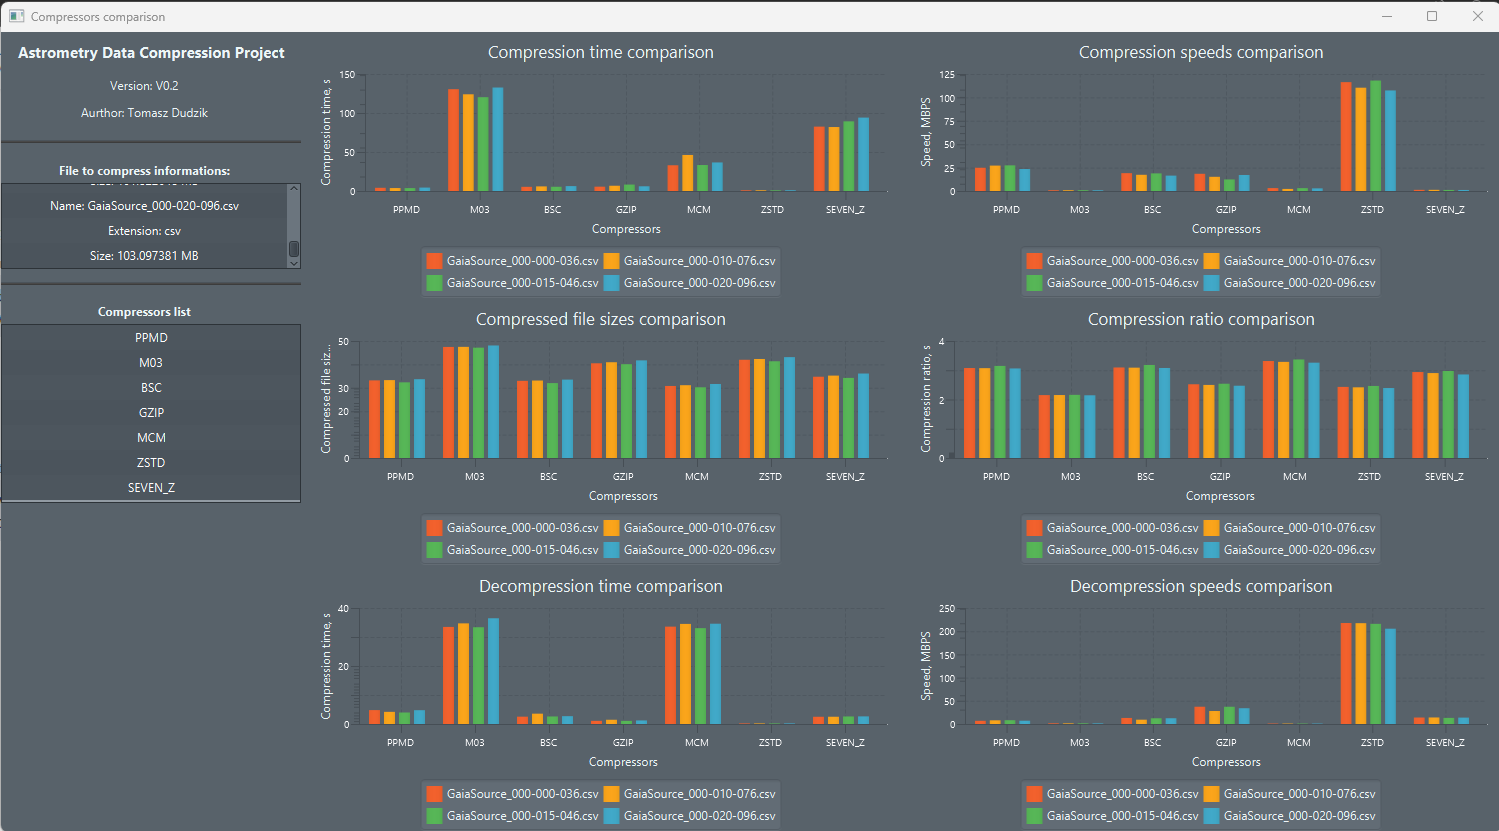 Compressors comparison
Astrometry Data Compression Project
Version: V0.2
Aurthor: Tomasz Dudzik
File to compress informations:
Name: GaiaSource_000-020-096.csv
Extension: csv
Size: 103.097381 MB
Compressors list
PPMD
M03
BSC
GZIP
MCM
ZSTD
SEVEN_Z
Compression time comparison
Compression time, s
150
100
50
0
PPMD M03 BSC GZIP MCM ZSTD SEVEN_Z
Compressors
GaiaSource_000-000-036.csv GaiaSource_000-010-076.csv
GaiaSource_000-015-046.csv GaiaSource_000-020-096.csv
Compression speeds comparison
Speed, MBPS
125
100
75
50
25
0
PPMD M03 BSC GZIP MCM ZSTD SEVEN_Z
Compressors
GaiaSource_000-000-036.csv GaiaSource_000-010-076.csv
GaiaSource_000-015-046.csv GaiaSource_000-020-096.csv
Compressed file sizes comparison
Compressed file siz...
50
30
20
0
PPMD M03 BSC GZIP MCM ZSTD SEVEN_Z
Compressors
GaiaSource_000-000-036.csv GaiaSource_000-010-076.csv
GaiaSource_000-015-046.csv GaiaSource_000-020-096.csv
Compression ratio comparison
Compression ratio, s
4
2
0
PPMD M03 BSC GZIP MCM ZSTD SEVEN_Z
Compressors
GaiaSource_000-000-036.csv GaiaSource_000-010-076.csv
GaiaSource_000-015-046.csv GaiaSource_000-020-096.csv
Decompression time comparison
Compression time, s
40
20
0
PPMD M03 BSC GZIP MCM ZSTD SEVEN_Z
Compressors
GaiaSource_000-000-036.csv GaiaSource_000-010-076.csv
GaiaSource_000-015-046.csv GaiaSource_000-020-096.csv
Decompression speeds comparison
Speed, MBPS
250
200
150
100
50
0
PPMD M03 BSC GZIP MCM ZSTD SEVEN_Z
Compressors
GaiaSource_000-000-036.csv GaiaSource_000-010-076.csv
GaiaSource_000-015-046.csv GaiaSource_000-020-096.csv